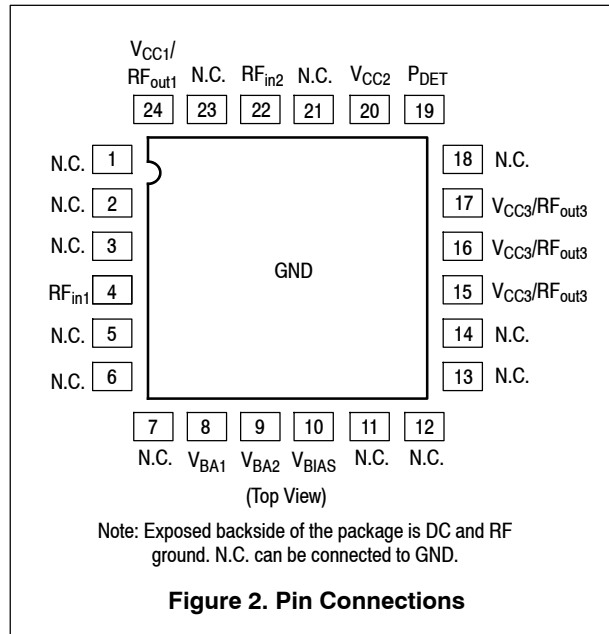 VCC1/
RFout1 N.C. RFin2 N.C. VCC2 PDET
24 23 22 21 20 19
N.C. 1 18 N.C.
N.C. 2 17 VCC3/RFout3
N.C. 3 16 VCC3/RFout3
GND
RFin1 4 15 VCC3/RFout3
N.C. 5 14 N.C.
N.C. 6 13 N.C.
7 8 9 10 11 12
N.C. VBA1 VBA2 VBIAS N.C. N.C.
(Top View)
Note: Exposed backside of the package is DC and RF
ground. N.C. can be connected to GND.
Figure 2. Pin Connections